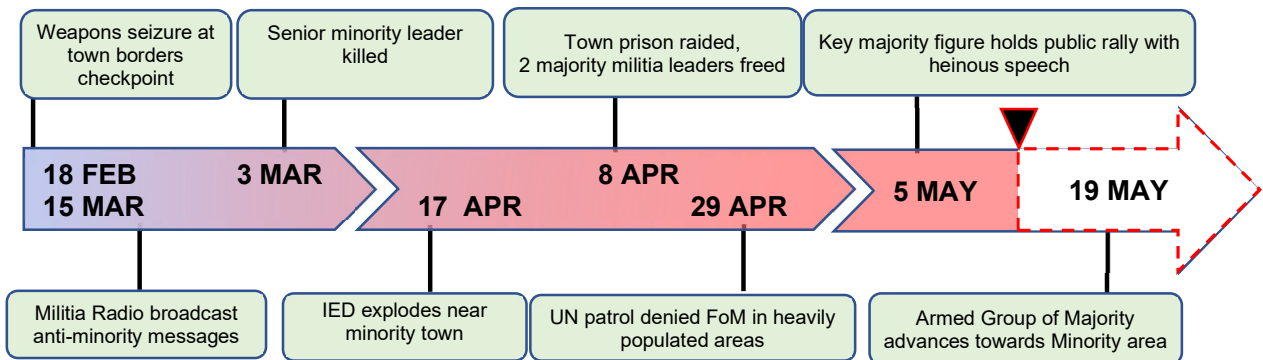 Weapons seizure at
town borders
checkpoint
Senior minority leader
killed
Town prison raided,
2 majority militia leaders freed
Key majority figure holds public rally with
heinous speech
18 FEB
3 MAR
8 APR
5 MAY
19 MAY
15 MAR
17 APR
29 APR
Militia Radio broadcast
anti-minority messages
IED explodes near
minority town
UN patrol denied FoM in heavily
populated areas
Armed Group of Majority
advances towards Minority area